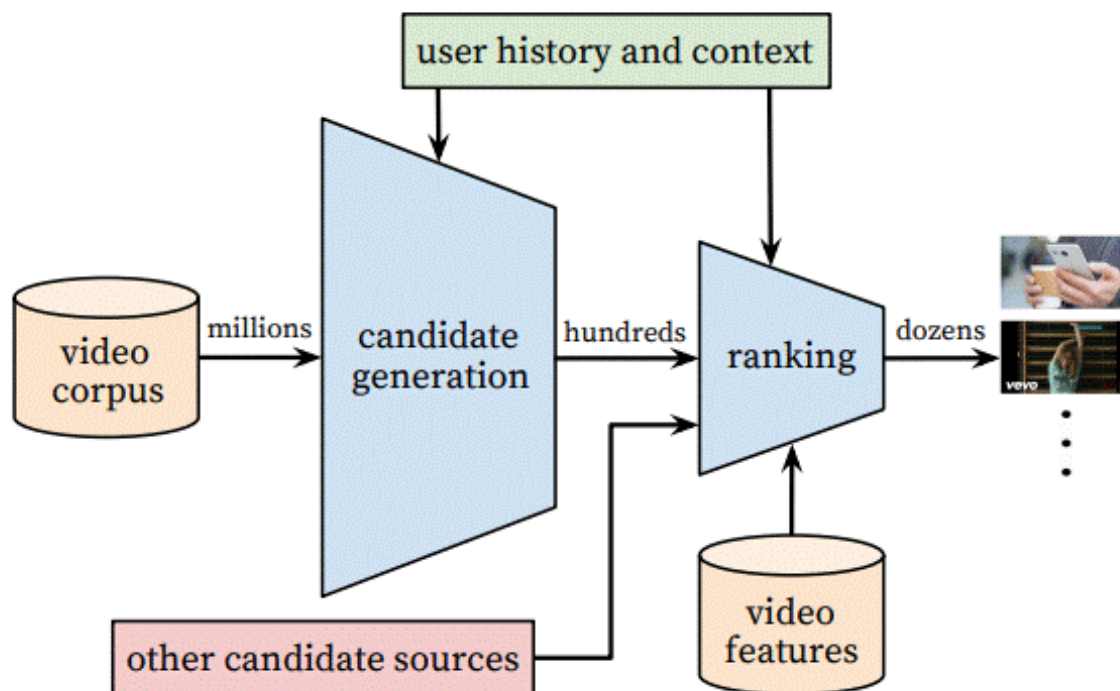 user history and context
millions
video
corpus
candidate
generation
hundreds
ranking
dozens
vevo
other candidate sources
video
features